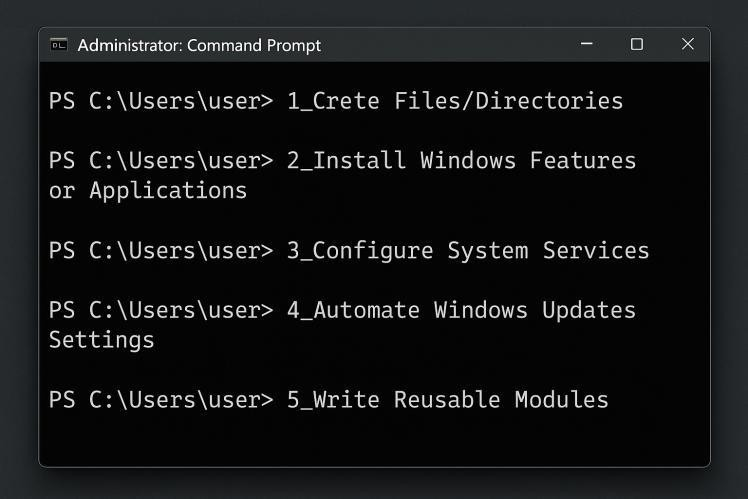 Administrator: Command Prompt
PS C:\Users\user> 1_Crete Files/Directories
PS C:\Users\user> 2_Install Windows Features
or Applications
PS C:\Users\user> 3_Configure System Services
PS C:\Users\user> 4_Automate Windows Updates
Settings
PS C:\Users\user> 5_Write Reusable Modules